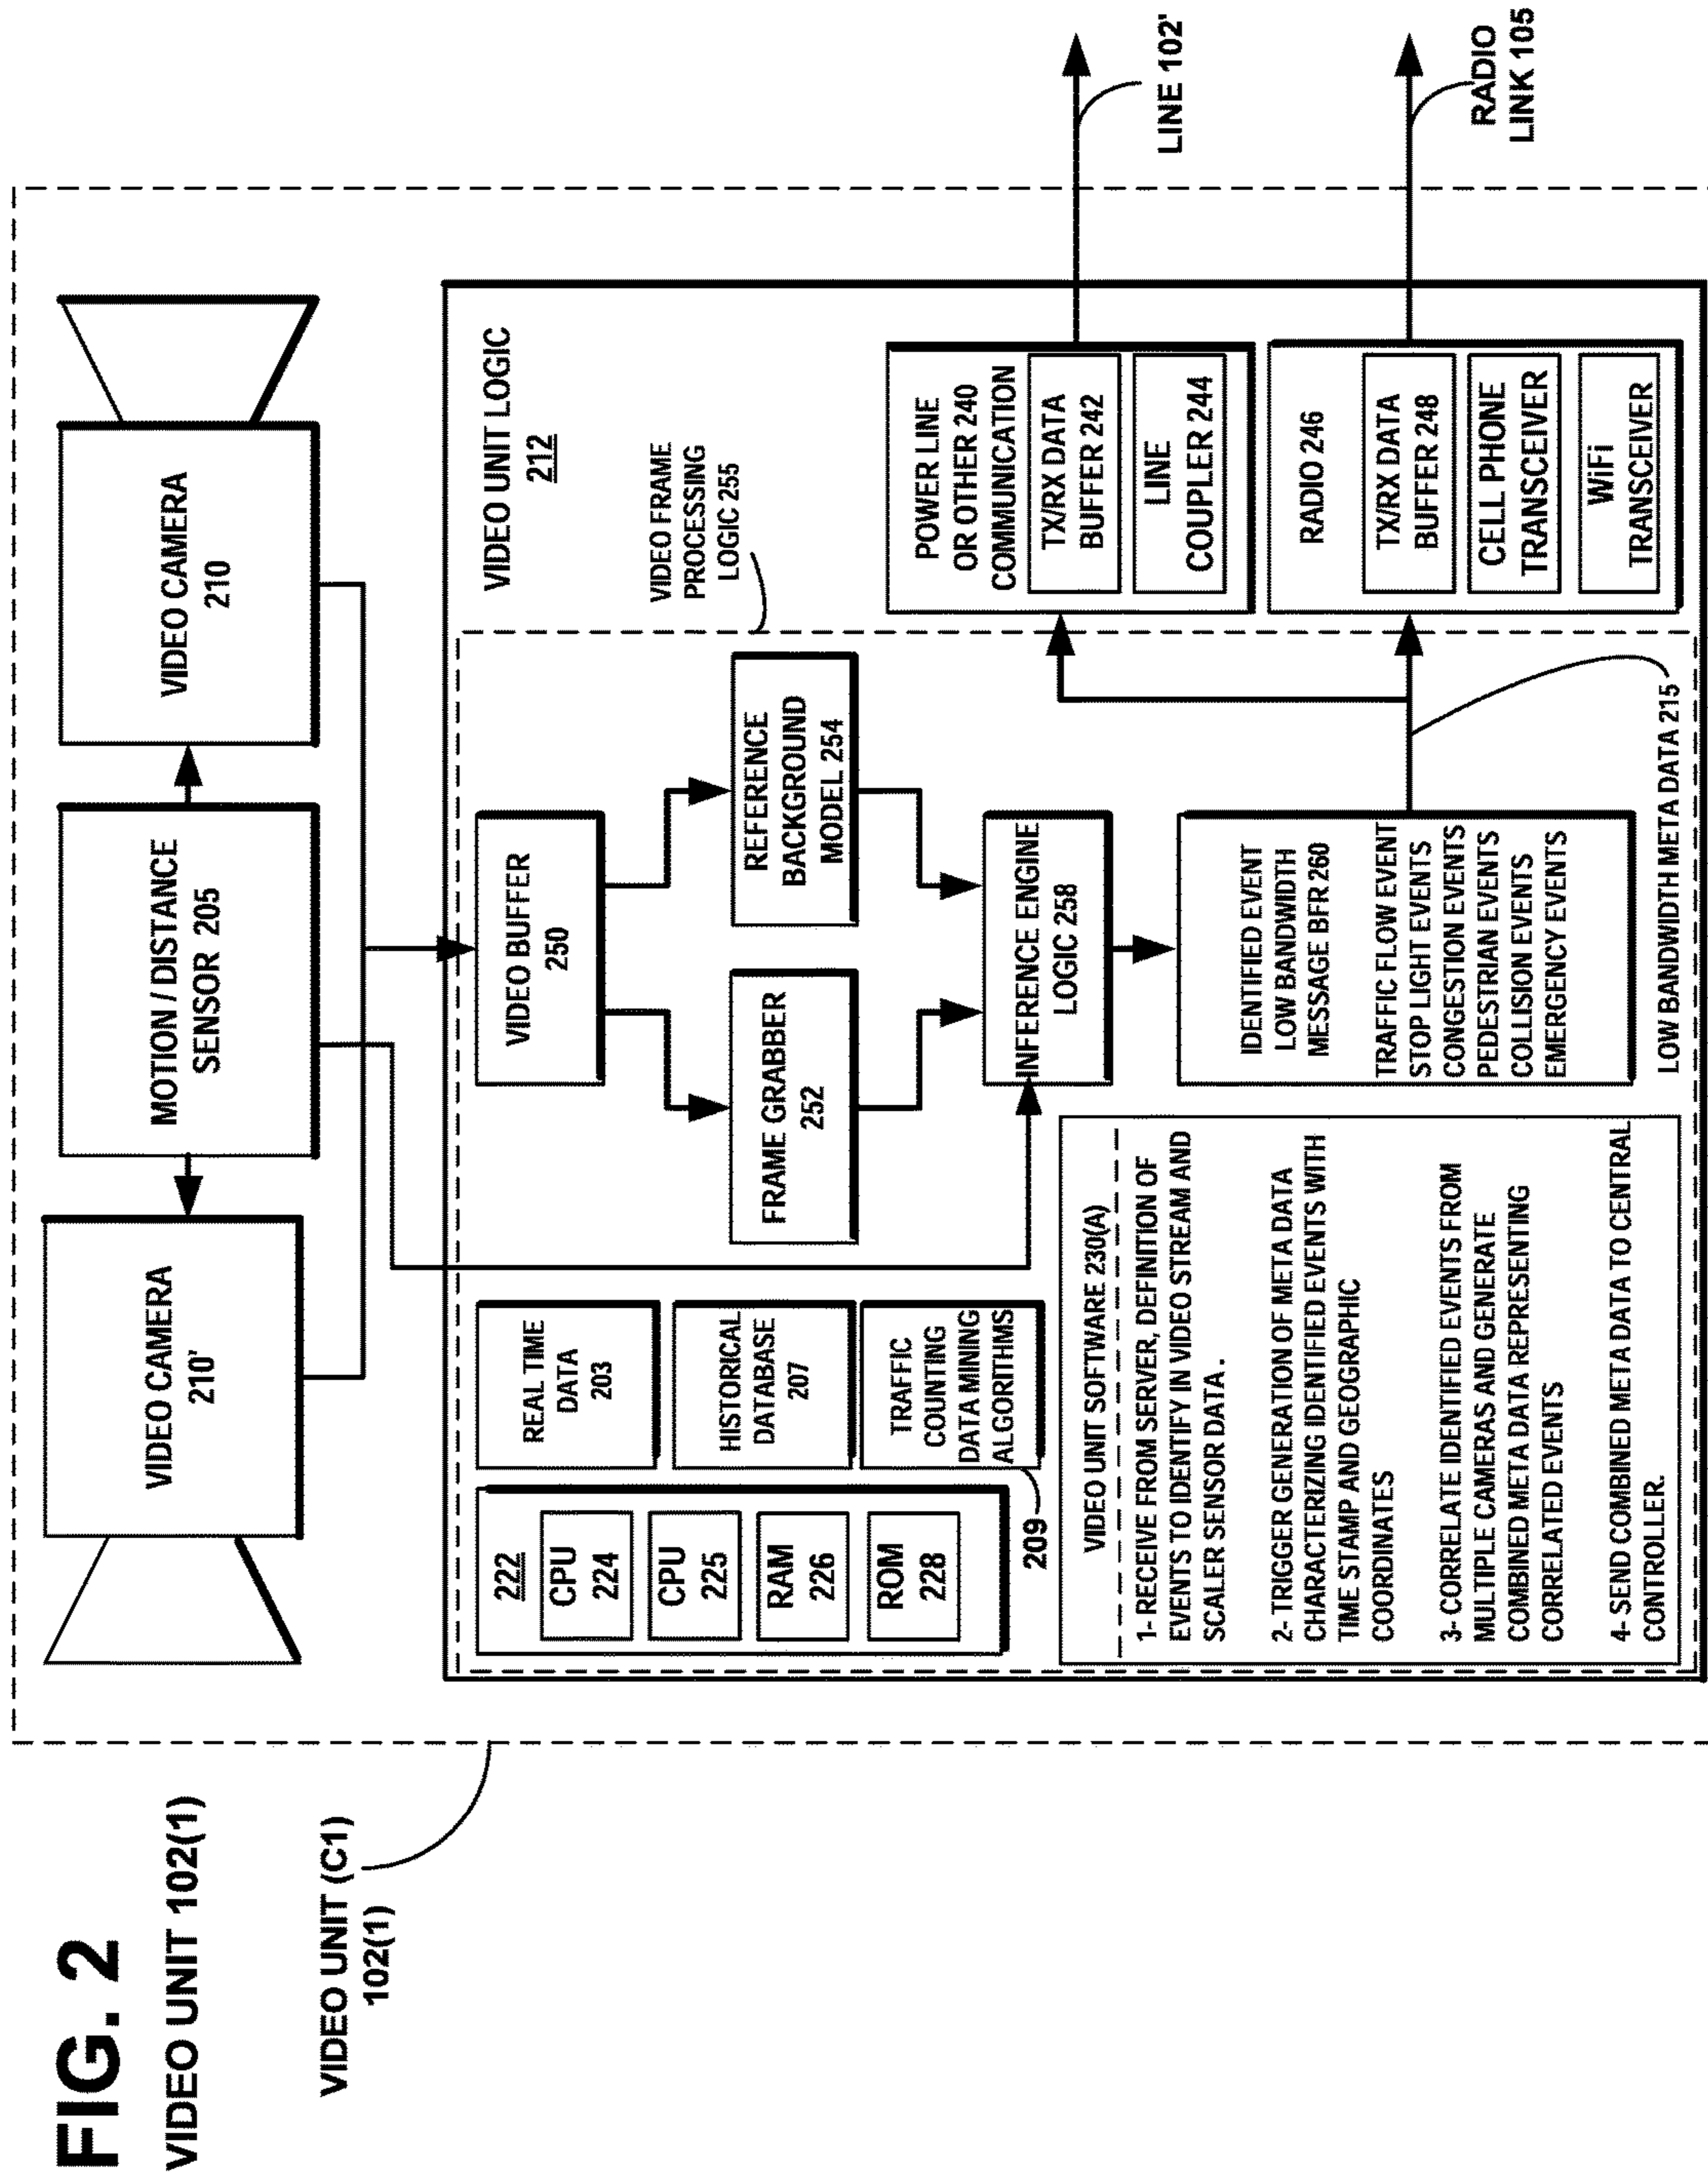 FIG. 2
VIDEO UNIT 102(1)
VIDEO UNIT (C1)
102(1)
VIDEO CAMERA
210'
MOTION / DISTANCE
SENSOR 205
VIDEO CAMERA
210
VIDEO UNIT LOGIC
212
VIDEO FRAME
PROCESSING
LOGIC 255
222
CPU
224
CPU
225
RAM
226
ROM
228
REAL TIME
DATA
203
HISTORICAL
DATABASE
207
TRAFFIC
COUNTING
DATA MINING
ALGORITHMS
209
VIDEO BUFFER
250
FRAME GRABBER
252
REFERENCE
BACKGROUND
MODEL 254
INFERENCE ENGINE
LOGIC 258
VIDEO UNIT SOFTWARE 230(A)
1- RECEIVE FROM SERVER, DEFINITION OF
EVENTS TO IDENTIFY IN VIDEO STREAM AND
SCALER SENSOR DATA.
2- TRIGGER GENERATION OF META DATA
CHARACTERIZING IDENTIFIED EVENTS WITH
TIME STAMP AND GEOGRAPHIC
COORDINATES
3- CORRELATE IDENTIFIED EVENTS FROM
MULTIPLE CAMERAS AND GENERATE
COMBINED META DATA REPRESENTING
CORRELATED EVENTS
4- SEND COMBINED META DATA TO CENTRAL
CONTROLLER.
IDENTIFIED EVENT
LOW BANDWIDTH
MESSAGE BFR 260
TRAFFIC FLOW EVENT
STOP LIGHT EVENTS
CONGESTION EVENTS
PEDESTRIAN EVENTS
COLLISION EVENTS
EMERGENCY EVENTS
LOW BANDWIDTH META DATA 215
POWER LINE
OR OTHER 240
COMMUNICATION
TX/RX DATA
BUFFER 242
LINE
COUPLER 244
RADIO 246
TX/RX DATA
BUFFER 248
CELL PHONE
TRANSCEIVER
WiFi
TRANSCEIVER
LINE 102'
RADIO
LINK 105